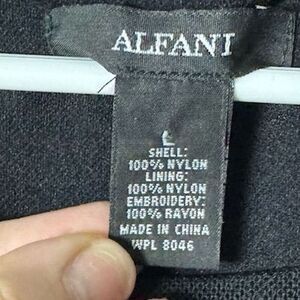 ALFANI
L
SHELL:
100% NYLON
LINING:
100% NYLON
EMBROIDERY:
100% RAYON
MADE IN CHINA
WPL 8046